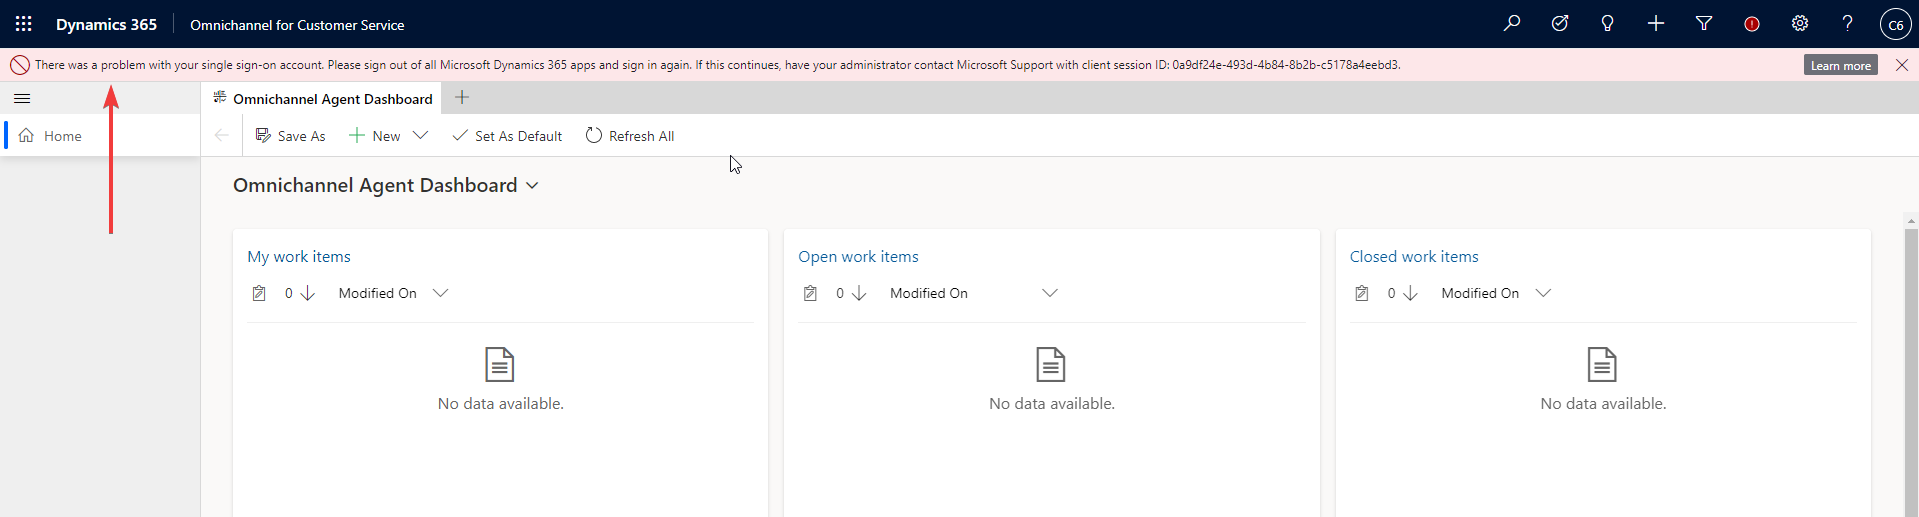 Dynamics 365 Omnichannel for Customer Service C6
There was a problem with your single sign-on account. Please sign out of all Microsoft Dynamics 365 apps and sign in again. If this continues, have your administrator contact Microsoft Support with client session ID: 0a9df24e-493d-4b84-8b2b-c5178a4eebd3. Learn more
Omnichannel Agent Dashboard
Home
Save As New Set As Default Refresh All
Omnichannel Agent Dashboard
My work items
0 Modified On
No data available.
Open work items
0 Modified On
No data available.
Closed work items
0 Modified On
No data available.